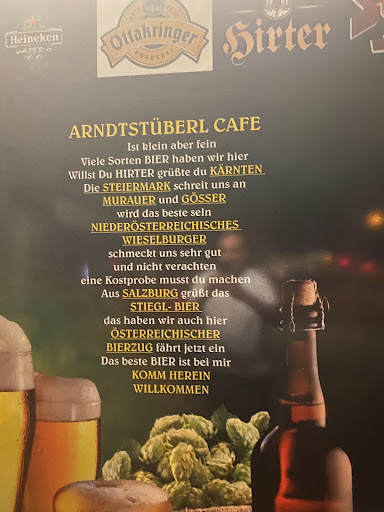 Heineken
Ottakringer
BRAUEREI
Hirter
ARNDTSTÜBERL CAFE
Ist klein aber fein
Viele Sorten BIER haben wir hier
Willst Du HIRTER grüßte du KÄRNTEN
Die STEIERMARK schreit uns an
MURAUER und GÖSSER
wird das beste sein
NIEDERÖSTERREICHISCHES
WIESELBURGER
schmeckt uns sehr gut
und nicht verachten
eine Kostprobe musst du machen
Aus SALZBURG grüßt das
STIEGL- BIER
das haben wir auch hier
ÖSTERREICHISCHER
BIERZUG fährt jetzt ein
Das beste BIER ist bei mir
KOMM HEREIN
WILLKOMMEN